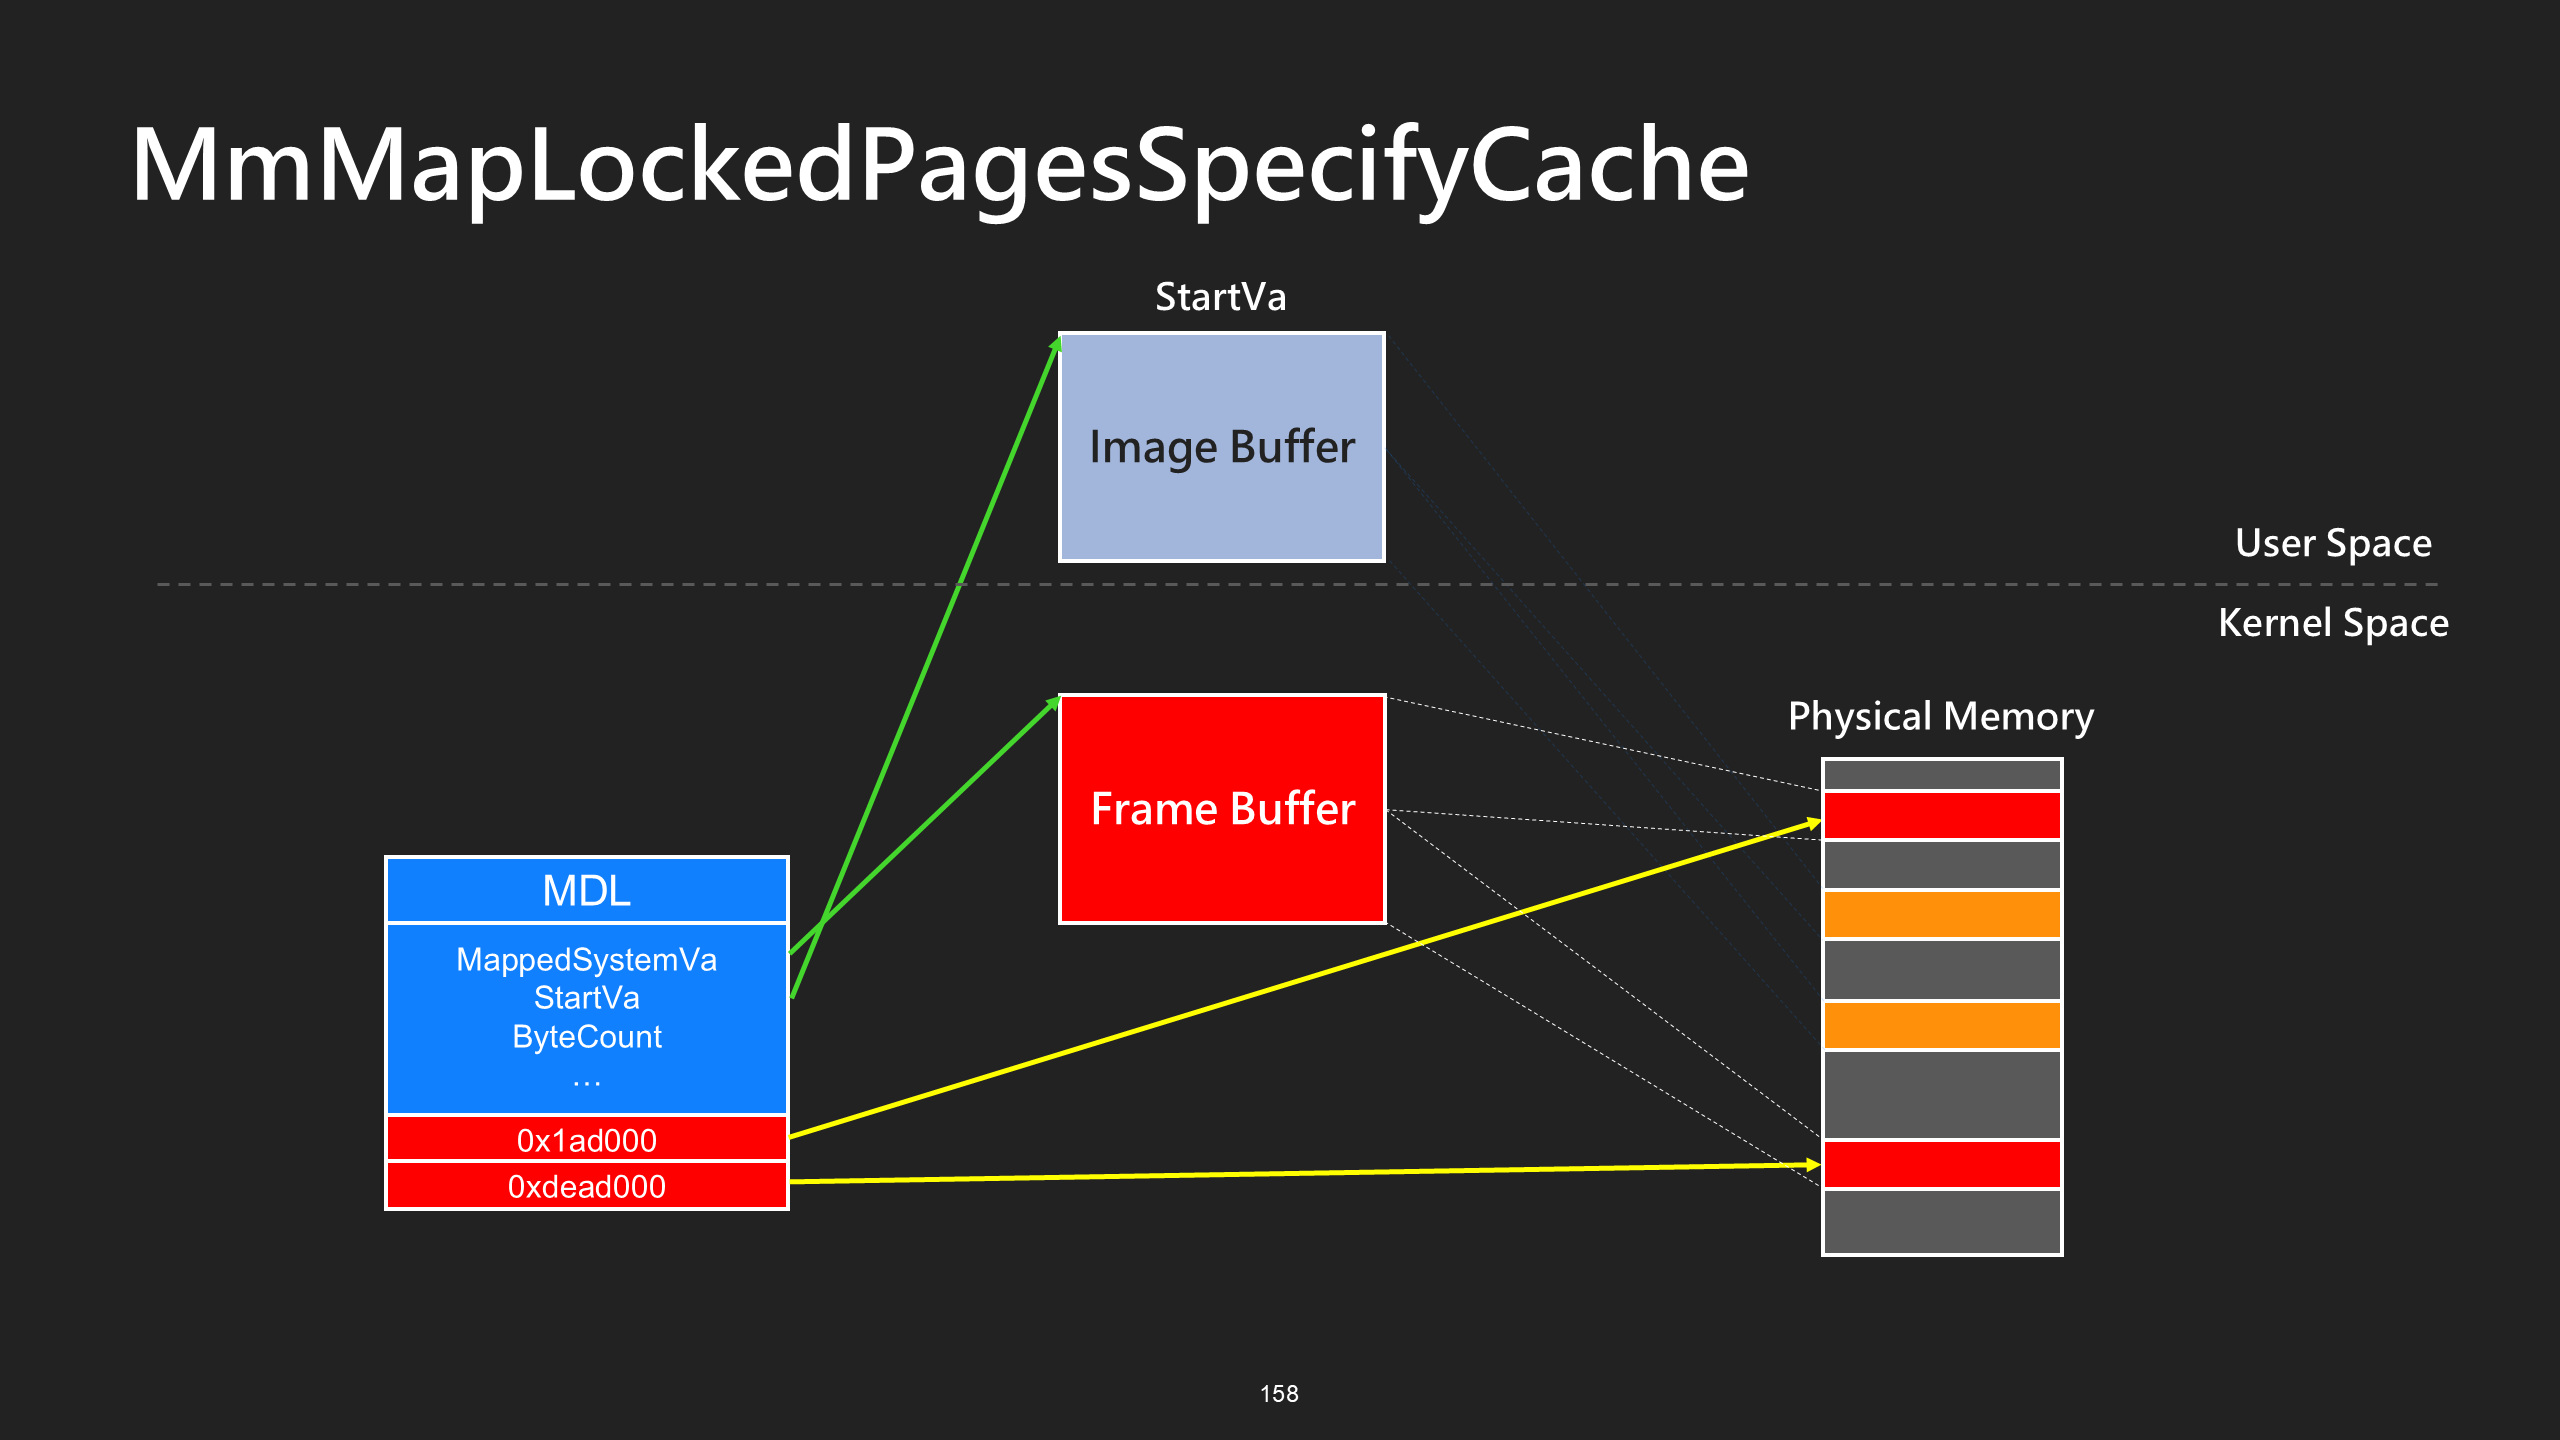 MmMapLockedPagesSpecifyCache
StartVa
Image Buffer
User Space
Kernel Space
Frame Buffer
Physical Memory
MDL
MappedSystemVa
StartVa
ByteCount
...
0x1ad000
0xdead000
158